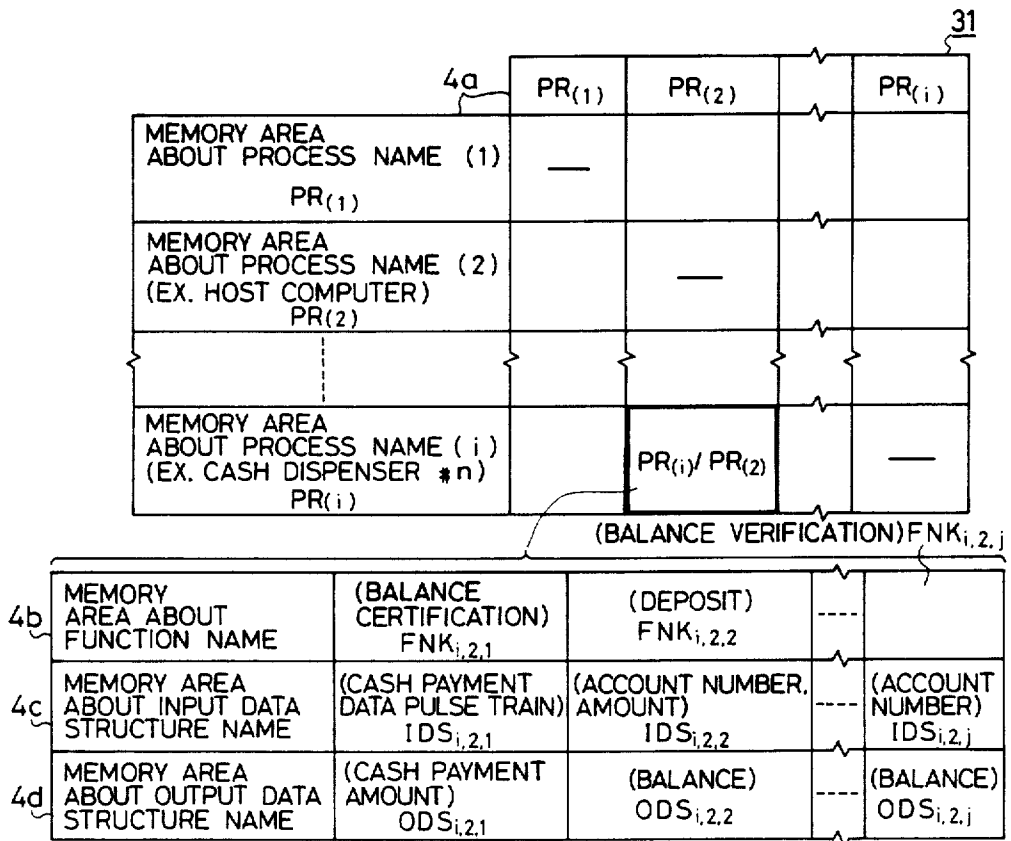 31
4a
PR(1) PR(2) PR(i)
MEMORY AREA
ABOUT PROCESS NAME (1)
PR(1)
—
MEMORY AREA
ABOUT PROCESS NAME (2)
(EX. HOST COMPUTER)
PR(2)
—
MEMORY AREA
ABOUT PROCESS NAME (i)
(EX. CASH DISPENSER #n)
PR(i)
PR(i)/PR(2)
—
(BALANCE VERIFICATION)FNKi,2,j
4b
MEMORY
AREA ABOUT
FUNCTION NAME
(BALANCE
CERTIFICATION)
FNKi,2,1
(DEPOSIT)
FNKi,2,2
4c
MEMORY AREA
ABOUT INPUT DATA
STRUCTURE NAME
(CASH PAYMENT
DATA PULSE TRAIN)
IDSi,2,1
(ACCOUNT NUMBER,
AMOUNT)
IDSi,2,2
(ACCOUNT
NUMBER)
IDSi,2,j
4d
MEMORY AREA
ABOUT OUTPUT DATA
STRUCTURE NAME
(CASH PAYMENT
AMOUNT)
ODSi,2,1
(BALANCE)
ODSi,2,2
(BALANCE)
ODSi,2,j